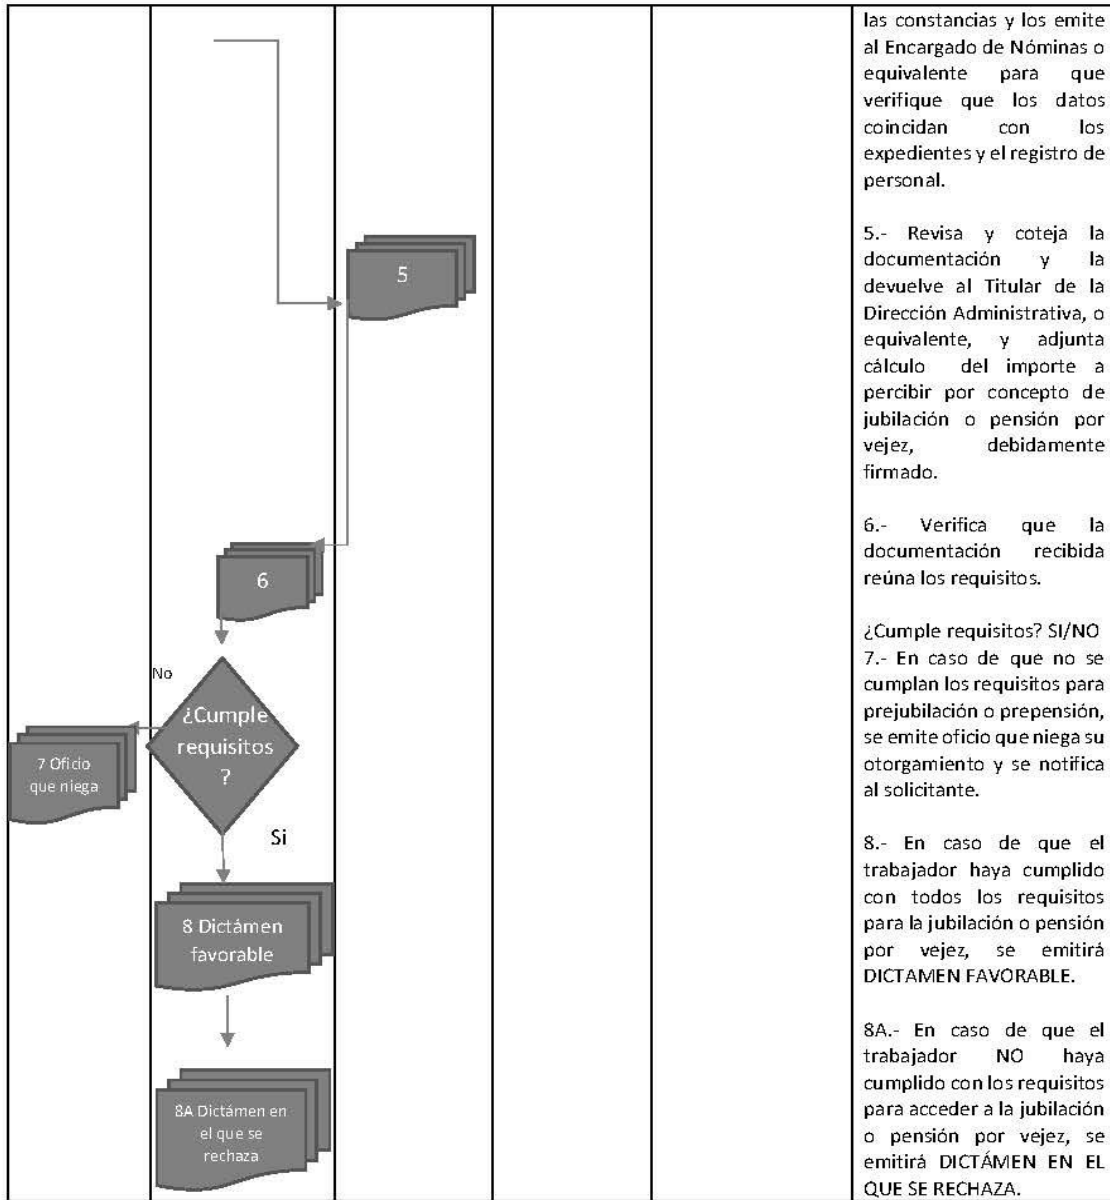 5
6
No
¿Cumple
requisitos
?
7 Oficio
que niega
Si
8 Dictámen
favorable
8A Dictámen en
el que se
rechaza
las constancias y los emite
al Encargado de Nóminas o
equivalente para que
verifique que los datos
coincidan con los
expedientes y el registro de
personal.
5.- Revisa y coteja la
documentación y la
devuelve al Titular de la
Dirección Administrativa, o
equivalente, y adjunta
cálculo del importe a
percibir por concepto de
jubilación o pensión por
vejez, debidamente
firmado.
6.- Verifica que la
documentación recibida
reúna los requisitos.
¿Cumple requisitos? SI/NO
7.- En caso de que no se
cumplan los requisitos para
prejubilación o prepensión,
se emite oficio que niega su
otorgamiento y se notifica
al solicitante.
8.- En caso de que el
trabajador haya cumplido
con todos los requisitos
para la jubilación o pensión
por vejez, se emitirá
DICTAMEN FAVORABLE.
8A.- En caso de que el
trabajador NO haya
cumplido con los requisitos
para acceder a la jubilación
o pensión por vejez, se
emitirá DICTÁMEN EN EL
QUE SE RECHAZA.